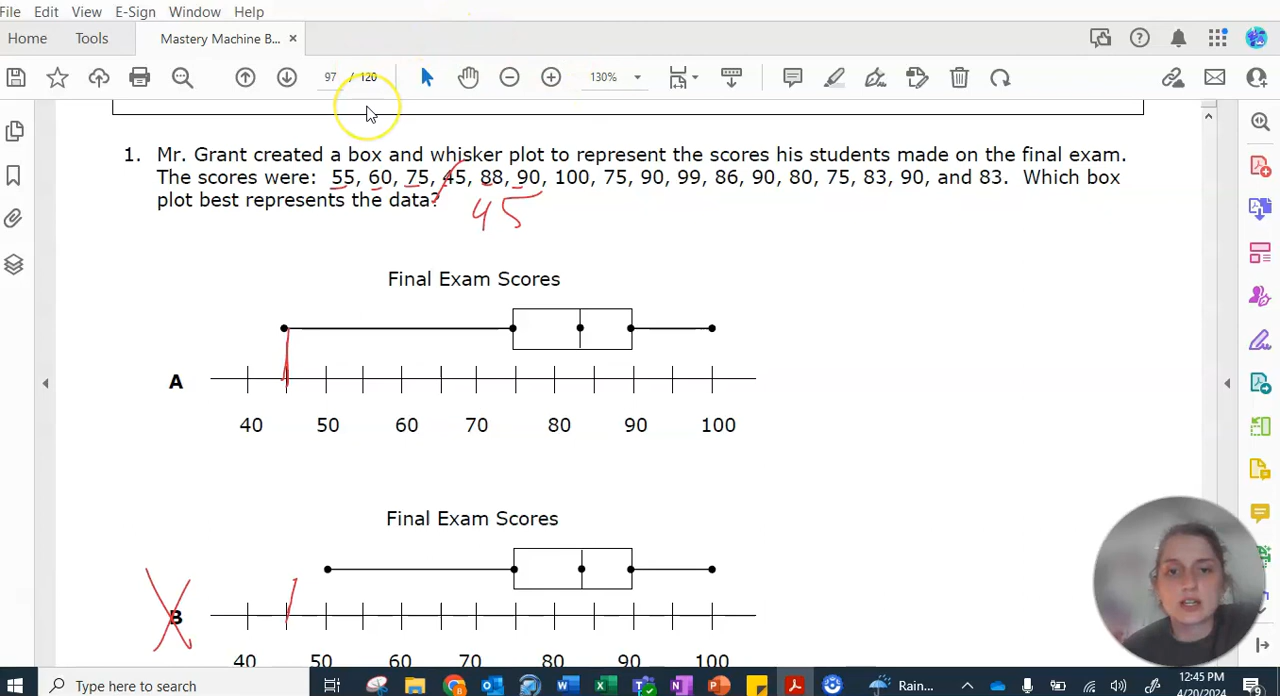 File Edit View E-Sign Window Help
Home Tools Mastery Machine B... ×
97 / 120 130%
1. Mr. Grant created a box and whisker plot to represent the scores his students made on the final exam.
The scores were: 55, 60, 75, 45, 88, 90, 100, 75, 90, 99, 86, 90, 80, 75, 83, 90, and 83. Which box
plot best represents the data?
45
Final Exam Scores
A
40 50 60 70 80 90 100
Final Exam Scores
B
40 50 60 70 80 90 100
Type here to search
Rain...
12:45 PM
4/20/2024
9